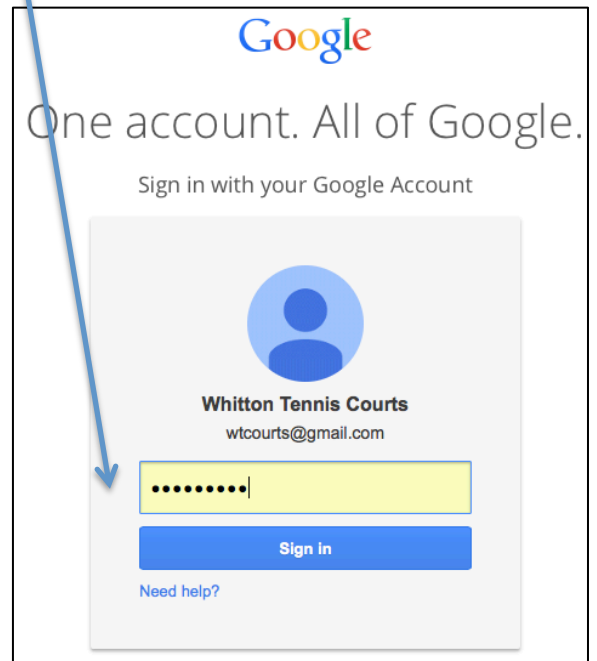 Google
One account. All of Google.
Sign in with your Google Account
Whitton Tennis Courts
wtcourts@gmail.com
•••••••••
Sign in
Need help?